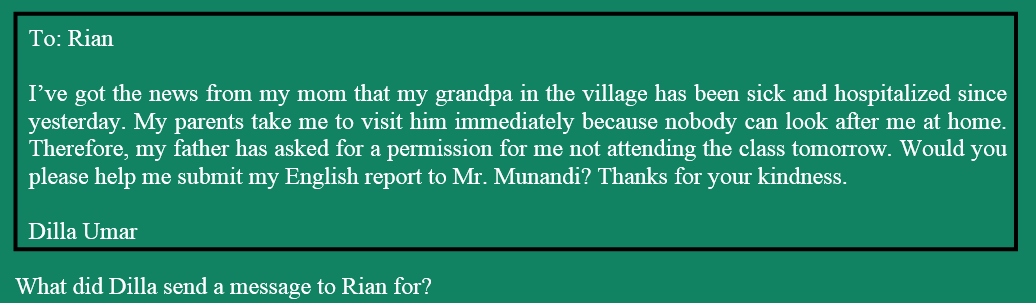 To: Rian
I’ve got the news from my mom that my grandpa in the village has been sick and hospitalized since
yesterday. My parents take me to visit him immediately because nobody can look after me at home.
Therefore, my father has asked for a permission for me not attending the class tomorrow. Would you
please help me submit my English report to Mr. Munandi? Thanks for your kindness.
Dilla Umar
What did Dilla send a message to Rian for?